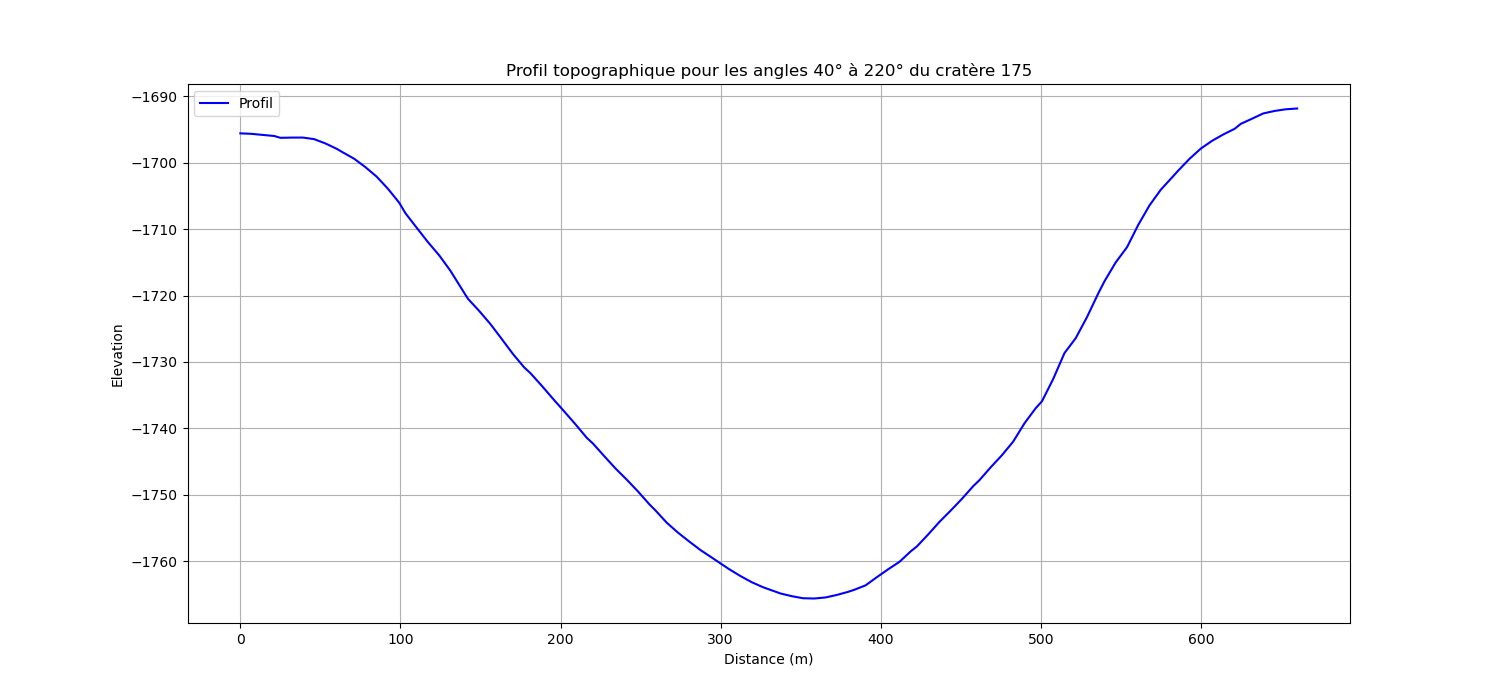 Profil topographique pour les angles 40° à 220° du cratère 175
Profil
−1690
−1700
−1710
−1720
−1730
−1740
−1750
−1760
Elevation
0 100 200 300 400 500 600
Distance (m)